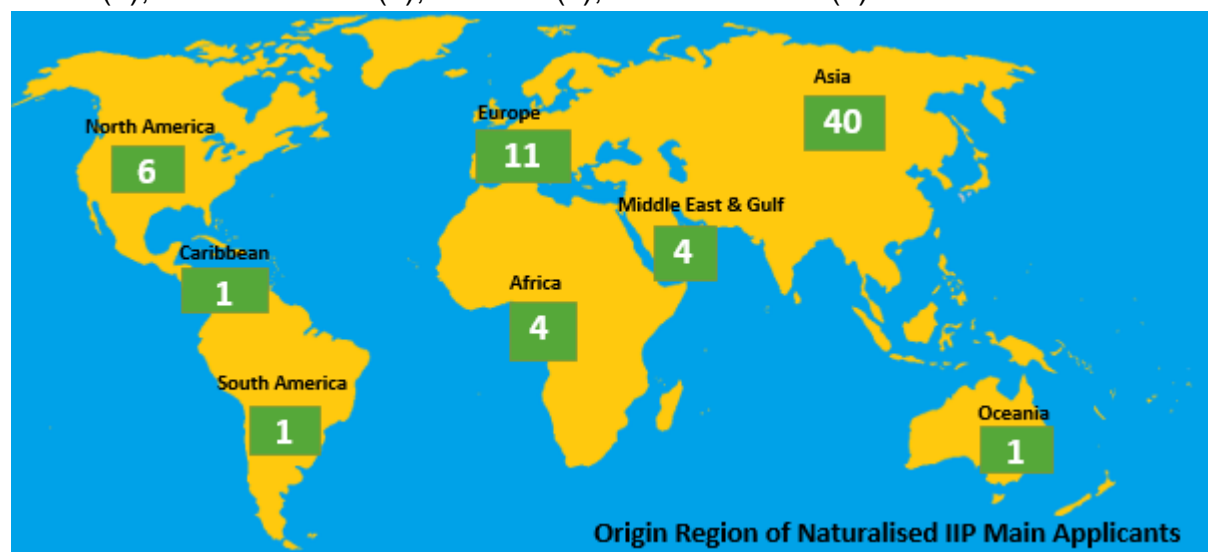 Asia
40
Europe
11
North America
6
Middle East & Gulf
4
Caribbean
1
Africa
4
South America
1
Oceania
1
Origin Region of Naturalised IIP Main Applicants